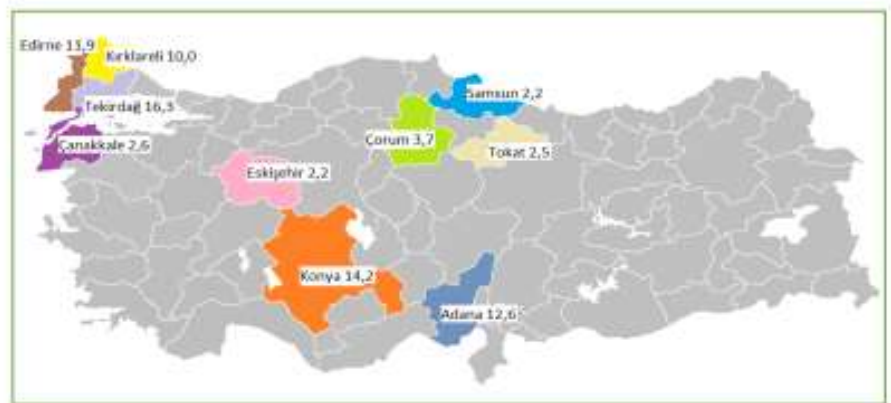 Edirne 11,9
Kırklareli 10,0
Tekirdağ 16,3
Çanakkale 2,6
Eskişehir 2,2
Konya 14,2
Adana 12,6
Çorum 3,7
Samsun 2,2
Tokat 2,5